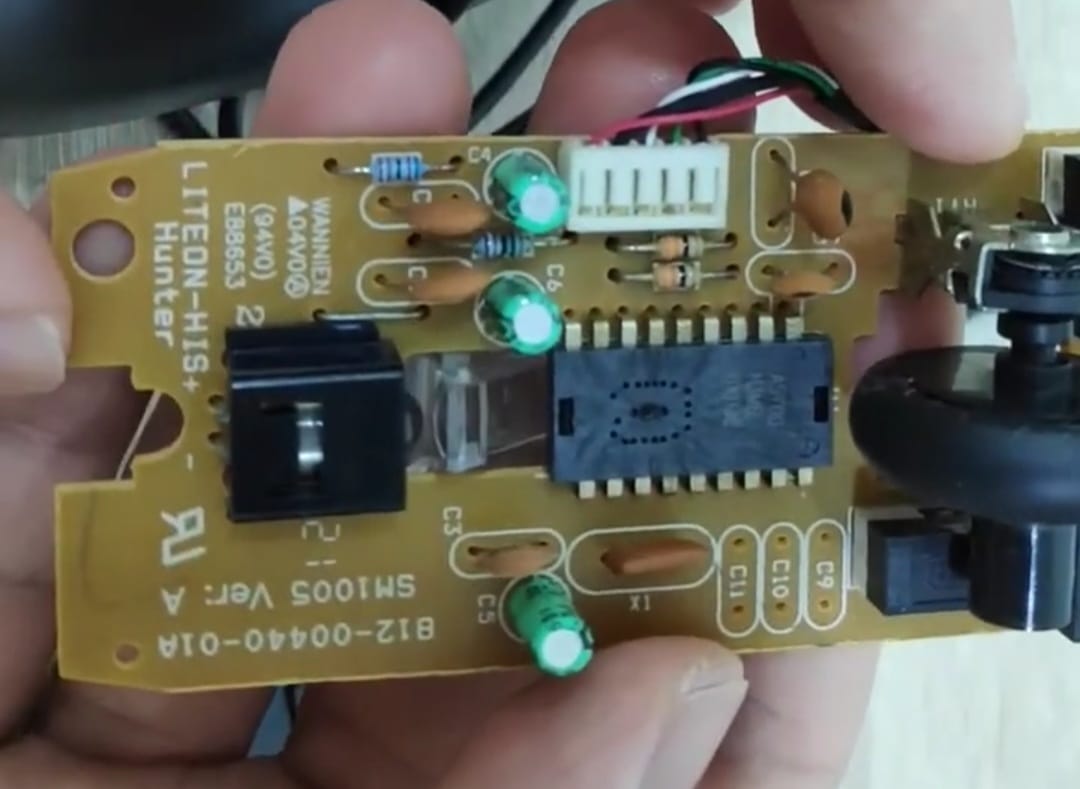 LITEON-HIS+ -
Hunter
E88653
(94V0)
▲04V0
WANNIEN
2
C4
C
C
C6
C3
C5
X1
C11
C10
C9
SM1005 Ver: A
812-00440-01A